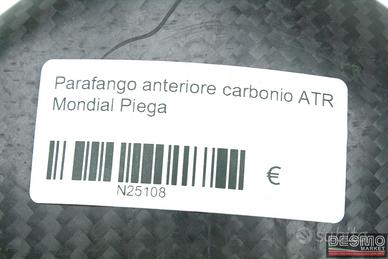 Parafango anteriore carbonio ATR
Mondial Piega
€
N25108
DESMO
MARKET